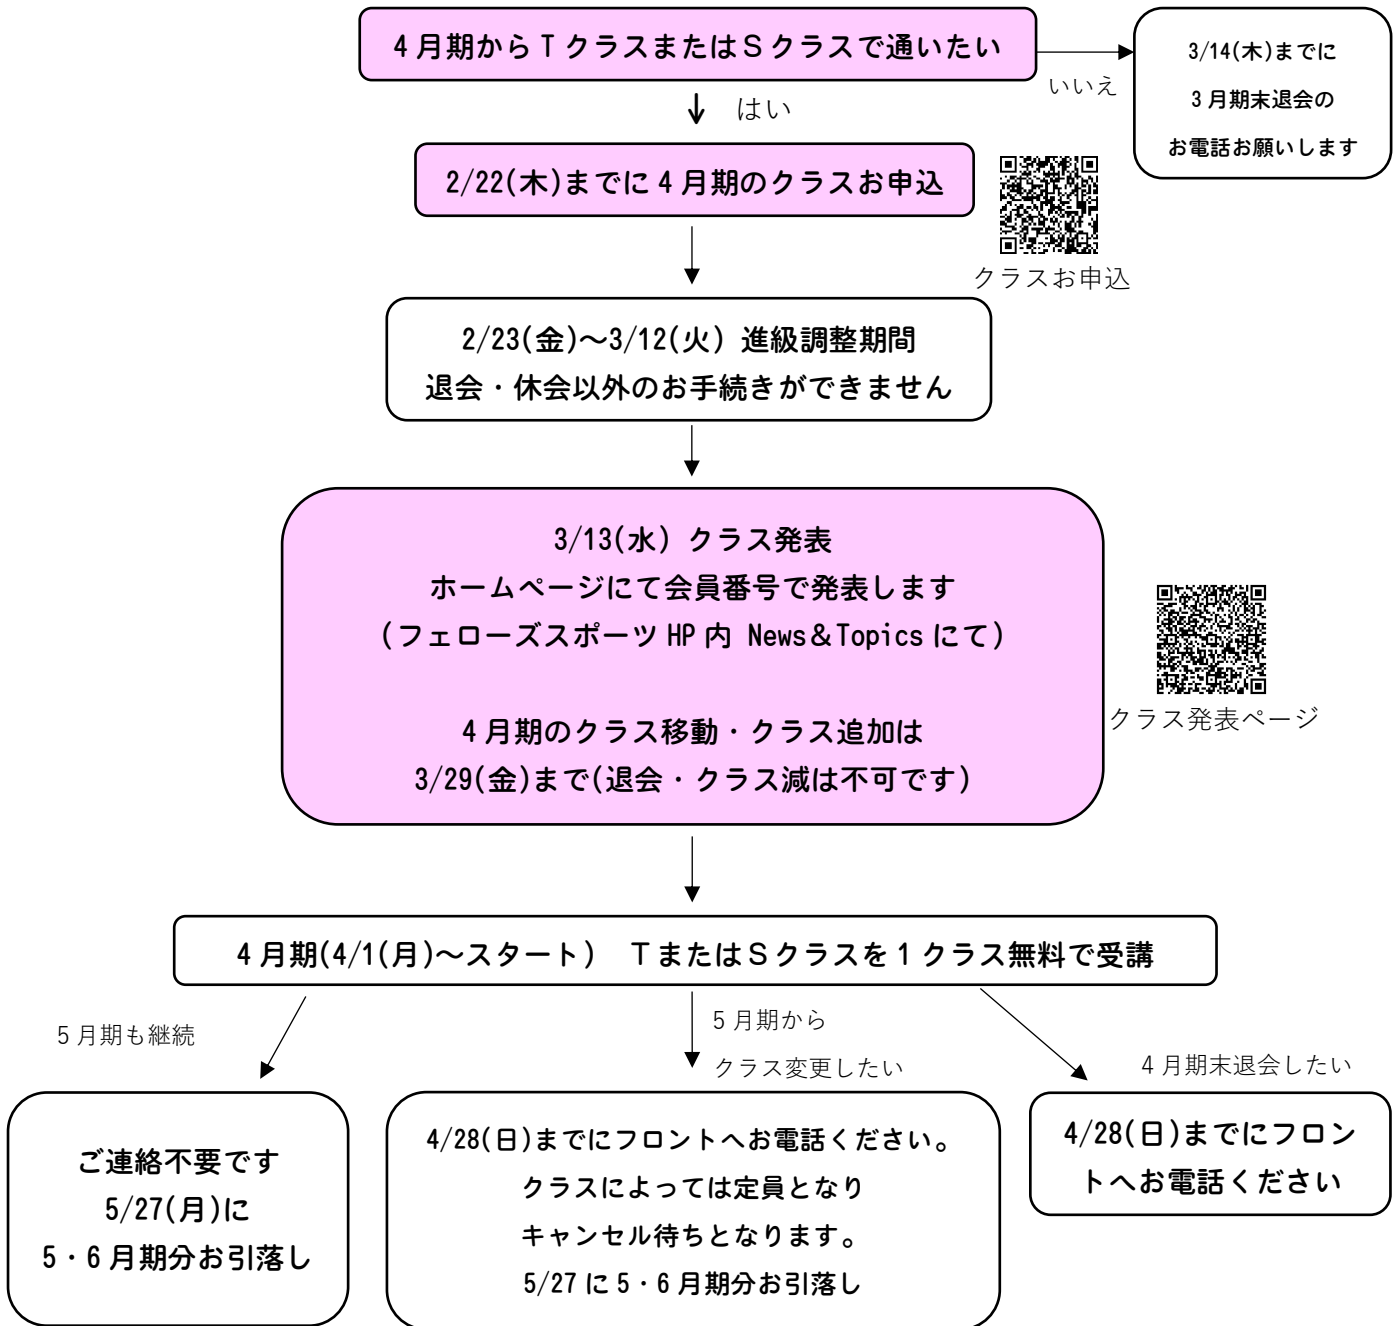 4月期からTクラスまたはSクラスで通いたい
いいえ
3/14(木)までに
3月期末退会の
お電話お願いします
はい
2/22(木)までに4月期のクラスお申込
クラスお申込
2/23(金)～3/12(火) 進級調整期間
退会・休会以外のお手続きができません
3/13(水) クラス発表
ホームページにて会員番号で発表します
(フェローズスポーツHP内 News＆Topicsにて)
クラス発表ページ
4月期のクラス移動・クラス追加は
3/29(金)まで(退会・クラス減は不可です)
4月期(4/1(月)～スタート) TまたはSクラスを1クラス無料で受講
5月期も継続
5月期から
クラス変更したい
4月期末退会したい
ご連絡不要です
5/27(月)に
5・6月期分お引落し
4/28(日)までにフロントへお電話ください。
クラスによっては定員となり
キャンセル待ちとなります。
5/27に5・6月期分お引落し
4/28(日)までにフロン
トへお電話ください